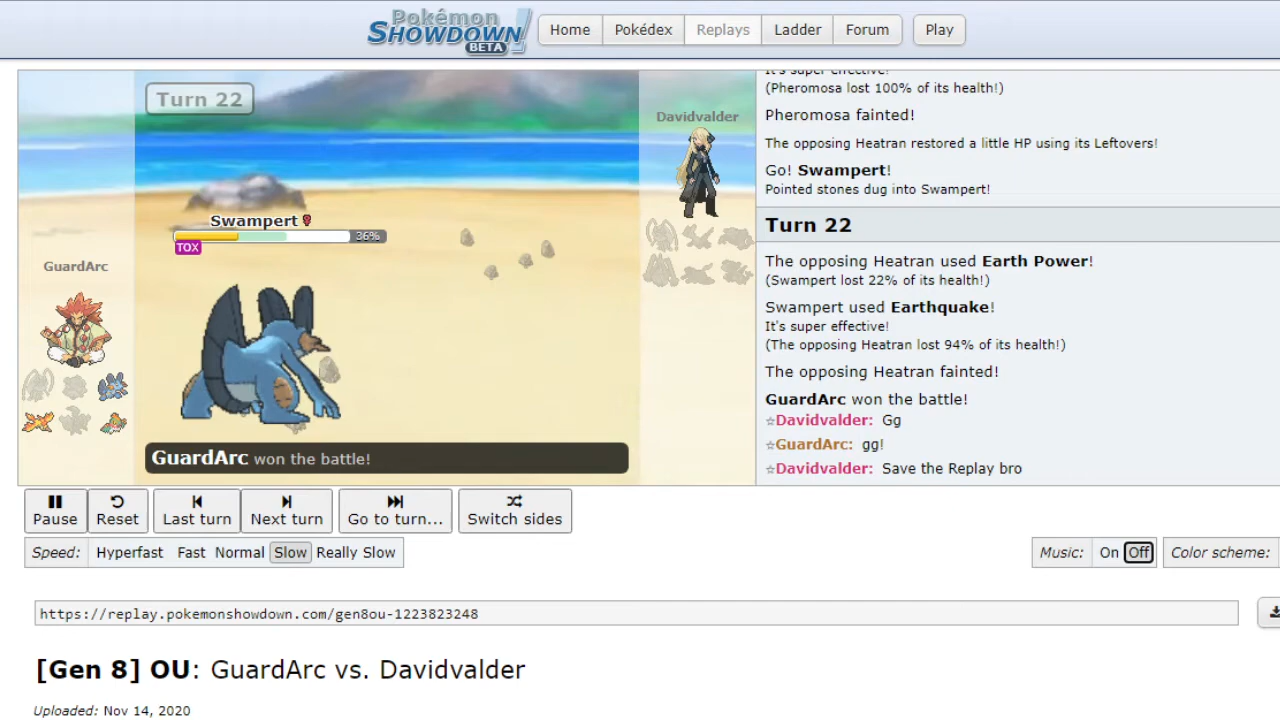 Pokémon
SHOWDOWN!
BETA
Home
Pokédex
Replays
Ladder
Forum
Play
Turn 22
Davidvalder
Swampert
36%
TOX
GuardArc
GuardArc won the battle!
It's super effective!
(Pheromosa lost 100% of its health!)
Pheromosa fainted!
The opposing Heatran restored a little HP using its Leftovers!
Go! Swampert!
Pointed stones dug into Swampert!
Turn 22
The opposing Heatran used Earth Power!
(Swampert lost 22% of its health!)
Swampert used Earthquake!
It's super effective!
(The opposing Heatran lost 94% of its health!)
The opposing Heatran fainted!
GuardArc won the battle!
☆Davidvalder: Gg
☆GuardArc: gg!
☆Davidvalder: Save the Replay bro
Pause
Reset
Last turn
Next turn
Go to turn...
Switch sides
Speed: Hyperfast Fast Normal Slow Really Slow
Music: On Off
Color scheme:
https://replay.pokemonshowdown.com/gen8ou-1223823248
[Gen 8] OU: GuardArc vs. Davidvalder
Uploaded: Nov 14, 2020